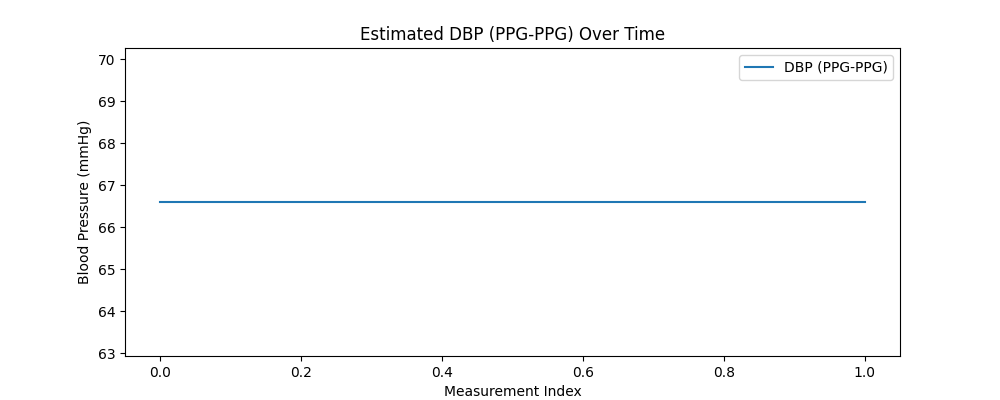 Estimated DBP (PPG-PPG) Over Time
DBP (PPG-PPG)
Blood Pressure (mmHg)
70
69
68
67
66
65
64
63
0.0 0.2 0.4 0.6 0.8 1.0
Measurement Index